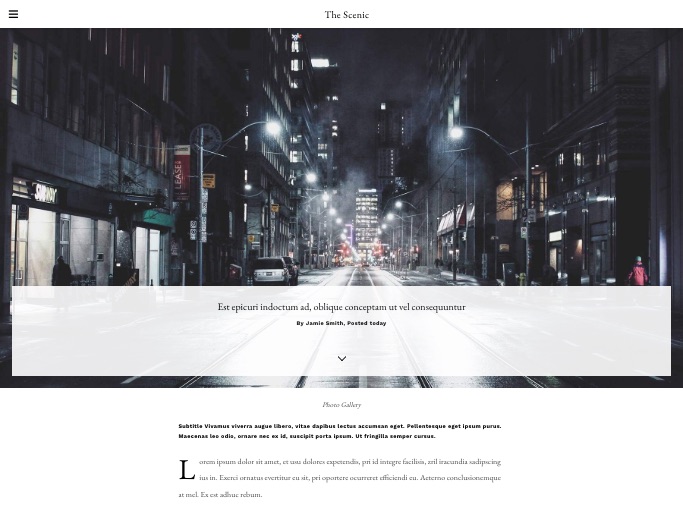 The Scenic
LEASE
SUBWAY
Est epicuri indoctum ad, oblique conceptam ut vel consequuntur
By Jamie Smith, Posted today
Photo Gallery
Subtitle Vivamus viverra augue libero, vitae dapibus lectus accumsan eget. Pellentesque eget ipsum purus.
Maecenas leo odio, ornare nec ex id, suscipit porta ipsum. Ut fringilla semper cursus.
Lorem ipsum dolor sit amet, et usu dolores expetendis, pri id integre facilisis, zril iracundia sadipscing
ius in. Exerci ornatus evertitur eu sit, pri oportere ocurreret efficiendi eu. Aeterno conclusionemque
at mel. Ex est adhuc rebum.